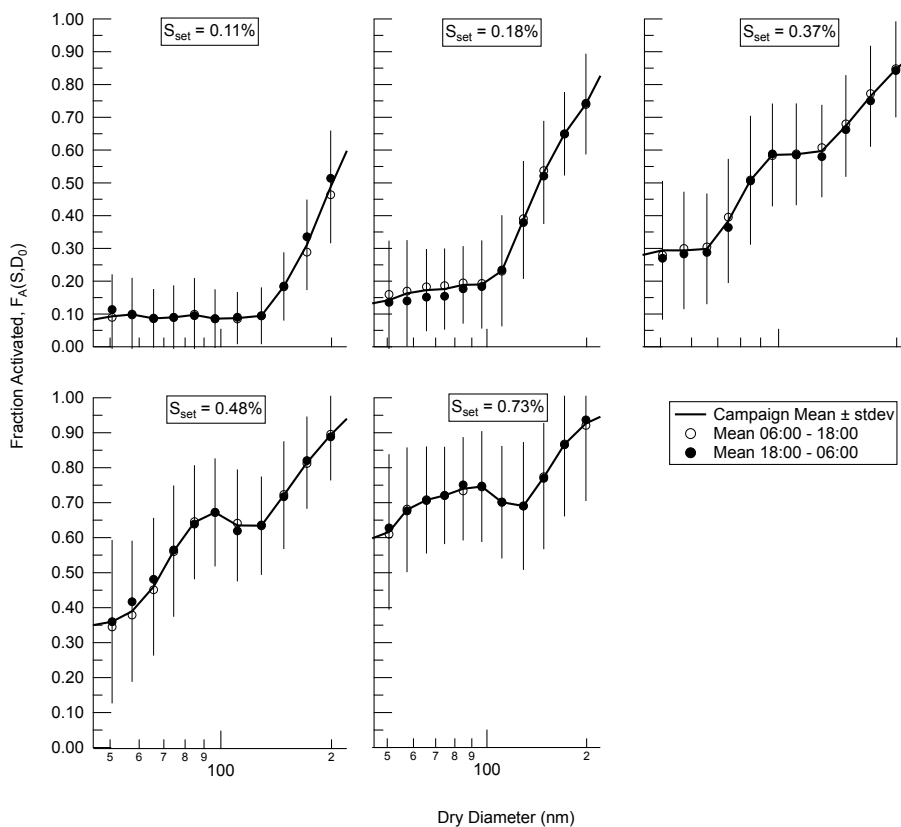 S_set = 0.11%
S_set = 0.18%
S_set = 0.37%
1.00
0.90
0.80
0.70
0.60
0.50
0.40
0.30
0.20
0.10
0.00
Fraction Activated, F_A(S,D_0)
S_set = 0.48%
S_set = 0.73%
1.00
0.90
0.80
0.70
0.60
0.50
0.40
0.30
0.20
0.10
0.00
Campaign Mean ± stdev
Mean 06:00 - 18:00
Mean 18:00 - 06:00
5 6 7 8 9 2
100
5 6 7 8 9 2
100
Dry Diameter (nm)